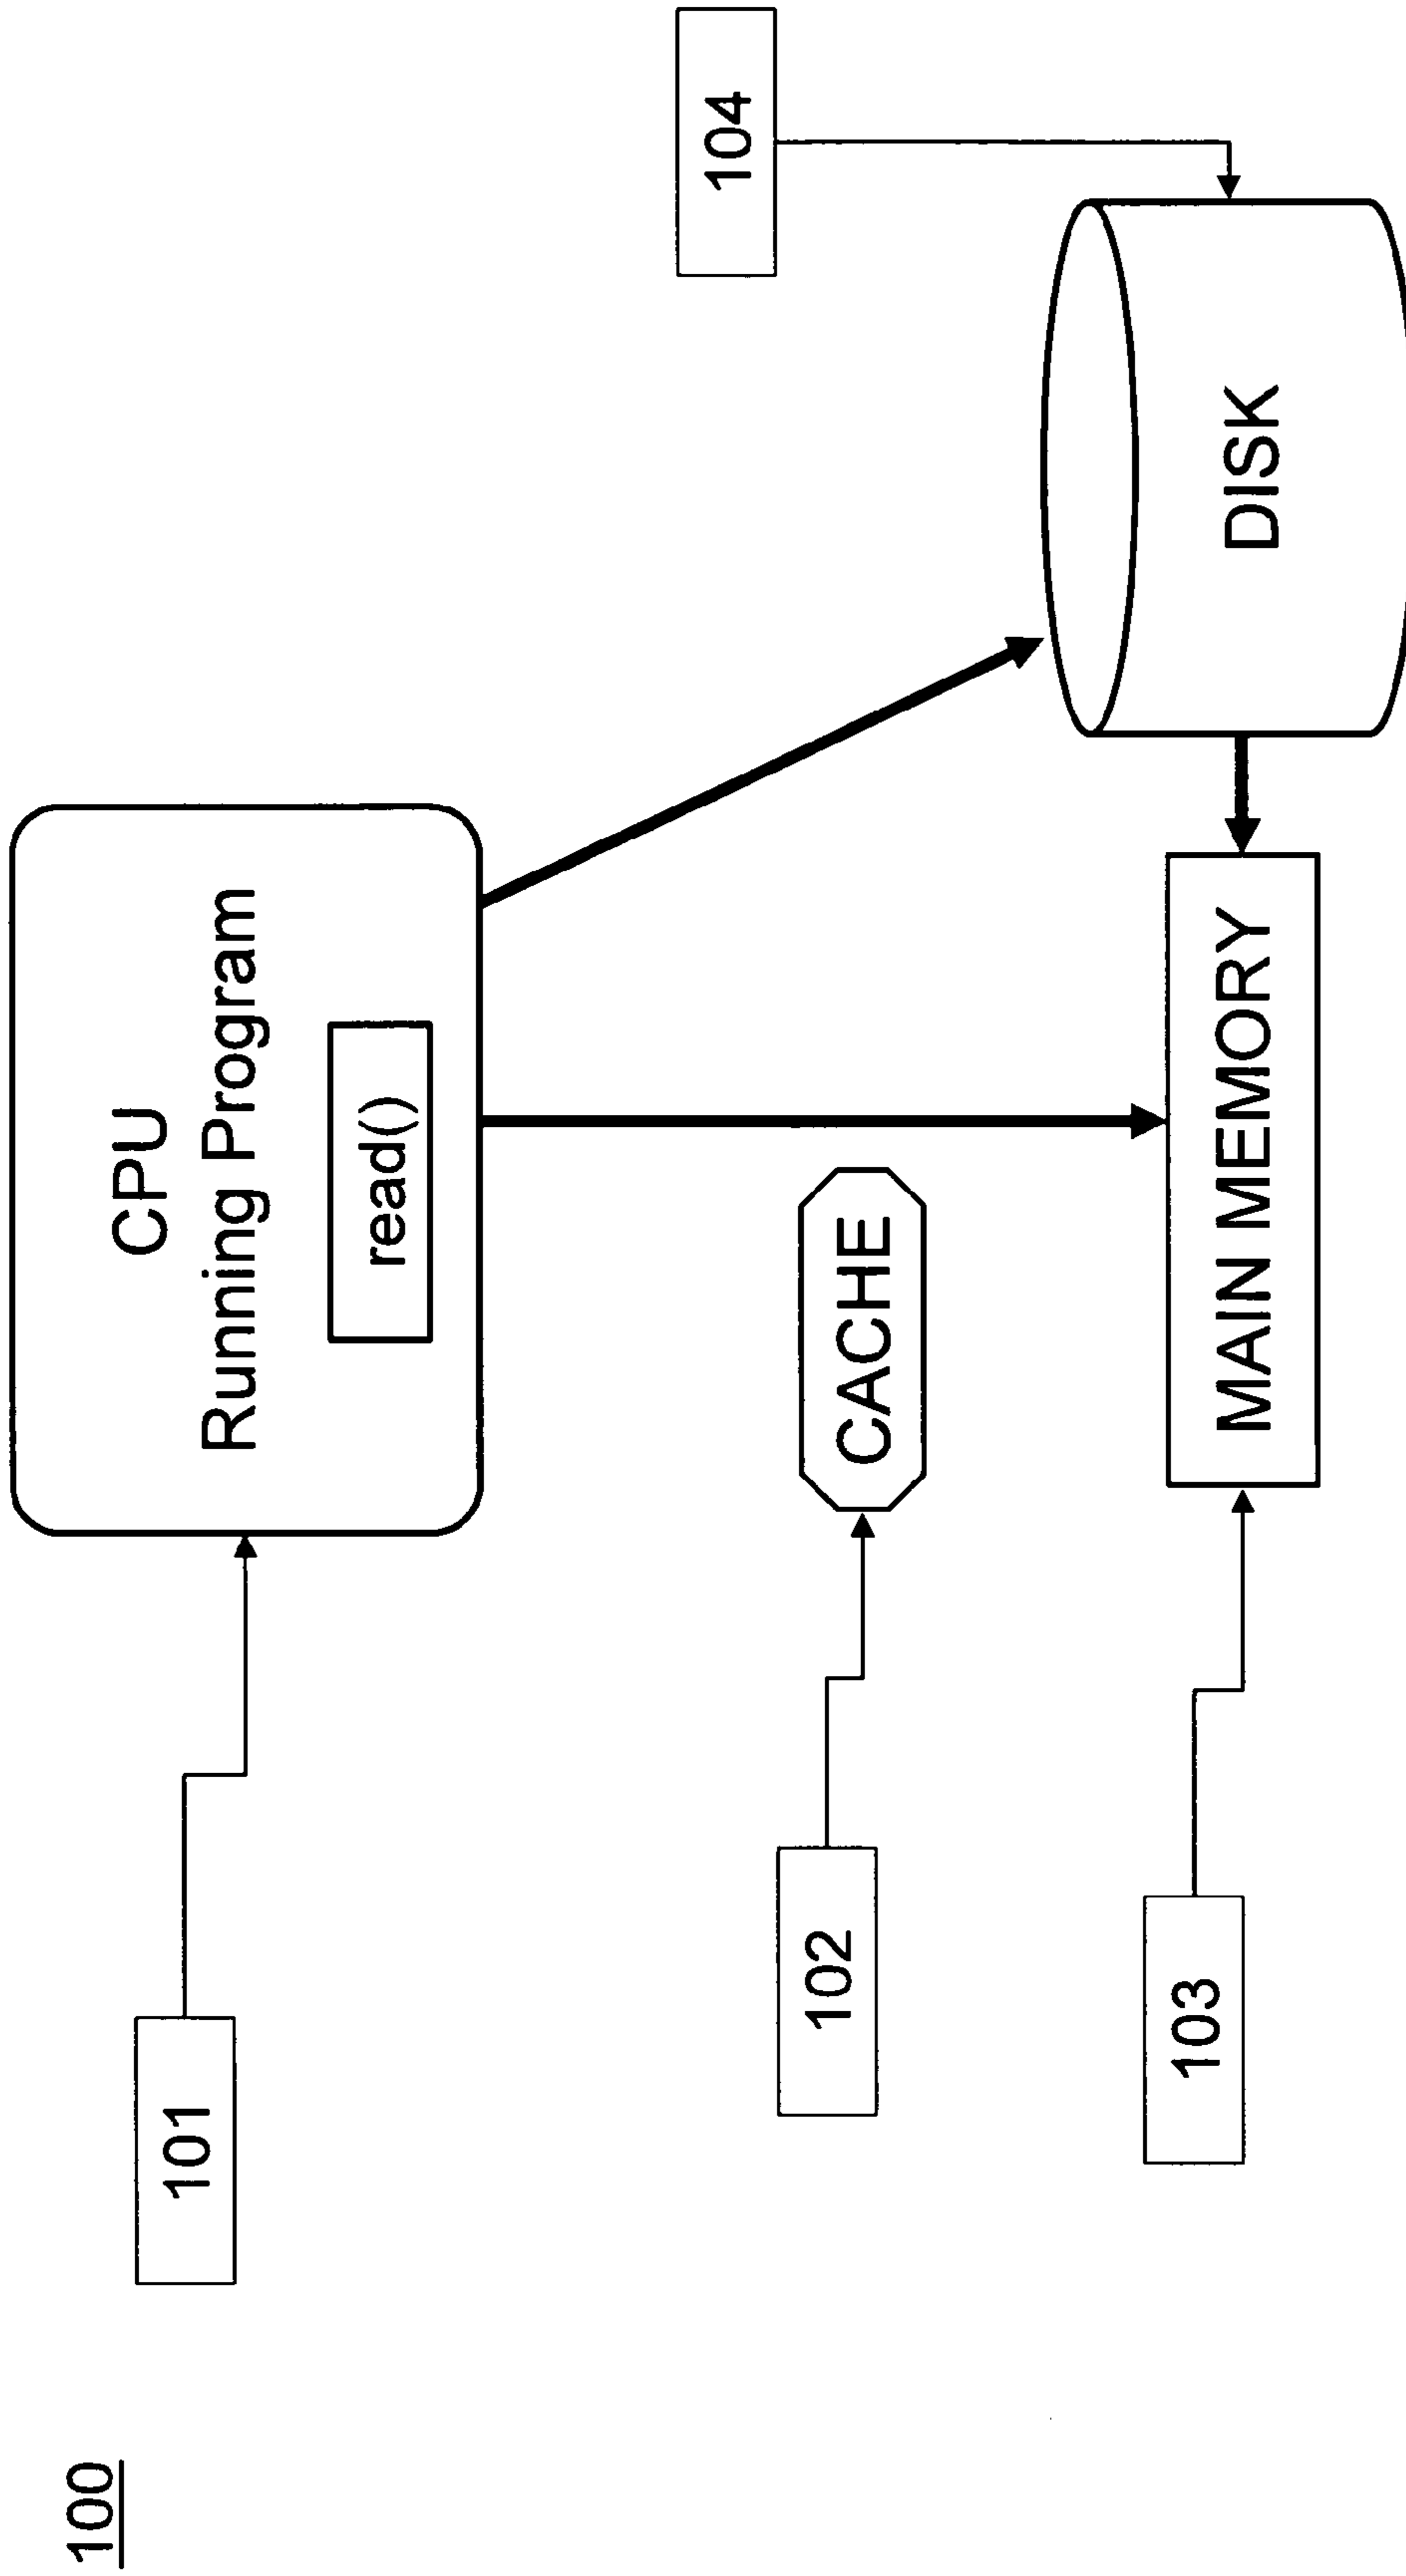 100
101
CPU
Running Program
read()
102
CACHE
104
103
MAIN MEMORY
DISK